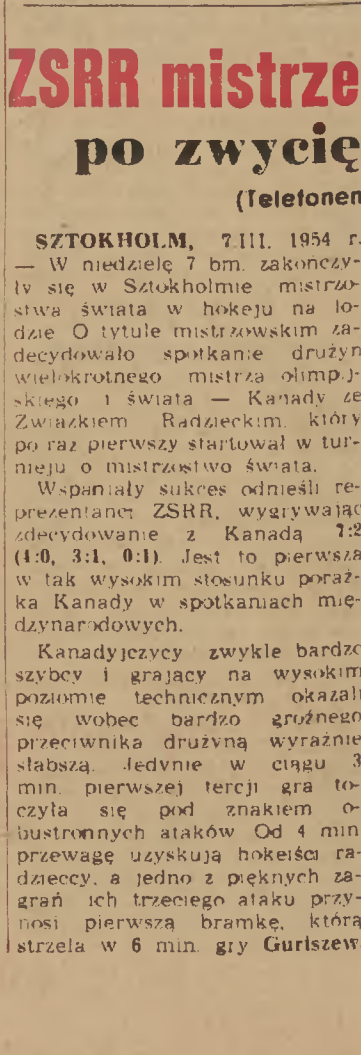 ZSRR mistrze
po zwycię
(Telefonen
SZTOKHOLM, 7.III. 1954 r.
— W niedzielę 7 bm. zakończy-
ły się w Sztokholmie mistrzo-
stwa świata w hokeju na lo-
dzie O tytule mistrzowskim za-
decydowało spotkanie drużyn
wielokrotnego mistrza olimpij-
skiego i świata — Kanady ze
Związkiem Radzieckim, który
po raz pierwszy startował w tur-
nieju o mistrzostwo świata.
Wspaniały sukces odnieśli re-
prezentanci ZSRR, wygrywając
zdecydowanie z Kanadą 7:2
(4:0, 3:1, 0:1). Jest to pierwsza
w tak wysokim stosunku poraż-
ka Kanady w spotkaniach mię-
dzynarodowych.
Kanadyjczycy zwykle bardzo
szybcy i grający na wysokim
poziomie technicznym okazali
się wobec bardzo groźnego
przeciwnika drużyną wyraźnie
słabszą. Jedynie w ciągu 3
min. pierwszej tercji gra to-
czyła się pod znakiem o-
bustronnych ataków Od 4 min
przewagę uzyskują hokeiści ra-
dzieccy, a jedno z pięknych za-
grań ich trzeciego ataku przy-
nosi pierwszą bramkę, którą
strzela w 6 min. gry Guriszew